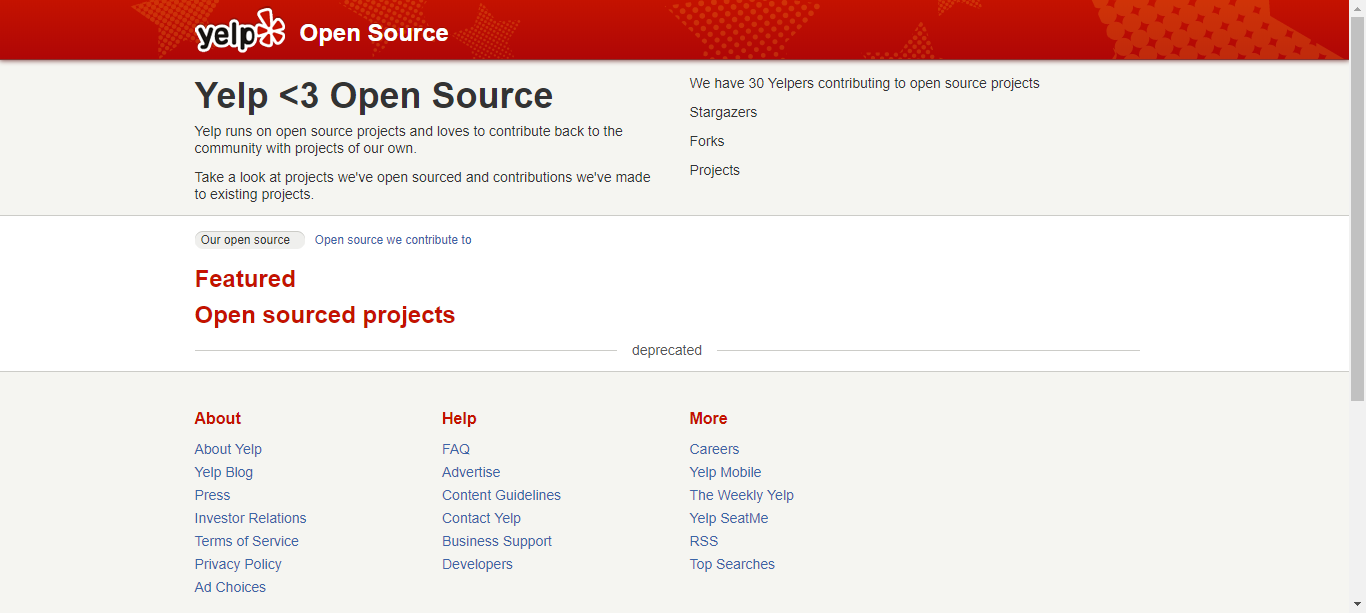 yelp Open Source
Yelp <3 Open Source
Yelp runs on open source projects and loves to contribute back to the
community with projects of our own.
Take a look at projects we've open sourced and contributions we've made
to existing projects.
We have 30 Yelpers contributing to open source projects
Stargazers
Forks
Projects
Our open source
Open source we contribute to
Featured
Open sourced projects
deprecated
About
About Yelp
Yelp Blog
Press
Investor Relations
Terms of Service
Privacy Policy
Ad Choices
Help
FAQ
Advertise
Content Guidelines
Contact Yelp
Business Support
Developers
More
Careers
Yelp Mobile
The Weekly Yelp
Yelp SeatMe
RSS
Top Searches